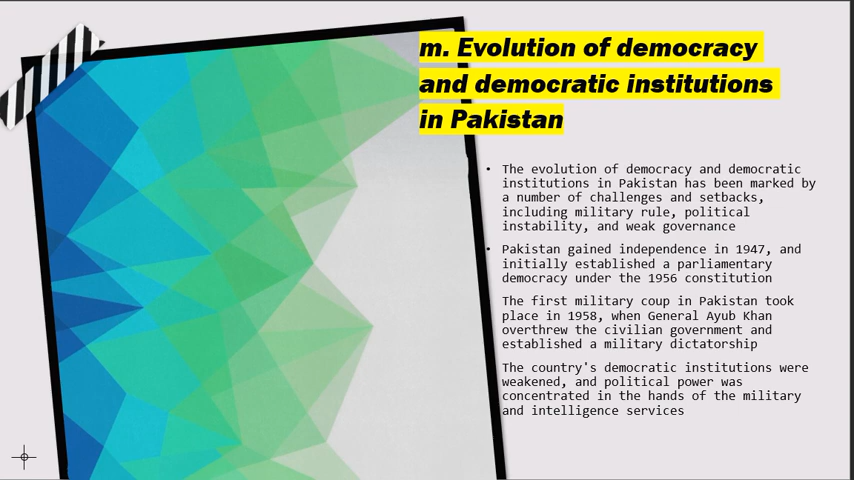 m. Evolution of democracy
and democratic institutions
in Pakistan
• The evolution of democracy and democratic
institutions in Pakistan has been marked by
a number of challenges and setbacks,
including military rule, political
instability, and weak governance
• Pakistan gained independence in 1947, and
initially established a parliamentary
democracy under the 1956 constitution
The first military coup in Pakistan took
place in 1958, when General Ayub Khan
overthrew the civilian government and
established a military dictatorship
The country's democratic institutions were
weakened, and political power was
concentrated in the hands of the military
and intelligence services